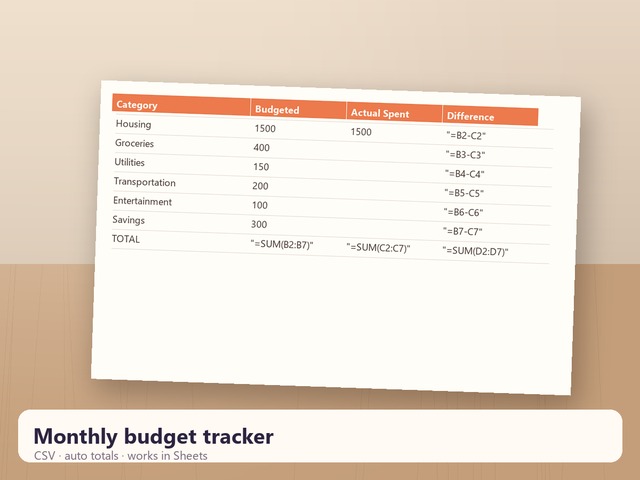 Category Budgeted Actual Spent Difference
Housing 1500 1500 "=B2-C2"
Groceries 400 "=B3-C3"
Utilities 150 "=B4-C4"
Transportation 200 "=B5-C5"
Entertainment 100 "=B6-C6"
Savings 300 "=B7-C7"
TOTAL "=SUM(B2:B7)" "=SUM(C2:C7)" "=SUM(D2:D7)"
Monthly budget tracker
CSV · auto totals · works in Sheets